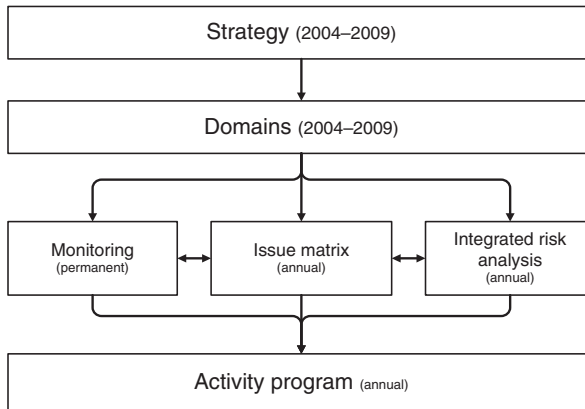 Strategy (2004–2009)
Domains (2004–2009)
Monitoring
(permanent)
Issue matrix
(annual)
Integrated risk
analysis
(annual)
Activity program (annual)